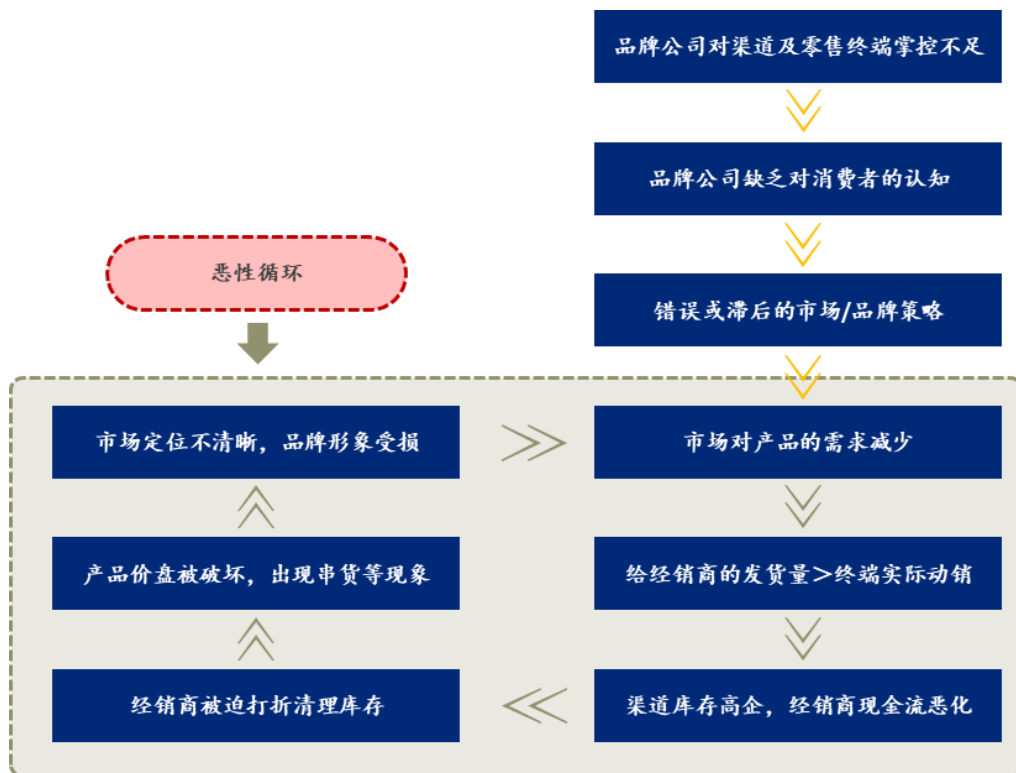 品牌公司对渠道及零售终端掌控不足
品牌公司缺乏对消费者的认知
恶性循环
错误或滞后的市场/品牌策略
市场定位不清晰，品牌形象受损
市场对产品的需求减少
产品价盘被破坏，出现串货等现象
给经销商的发货量＞终端实际动销
经销商被迫打折清理库存
渠道库存高企，经销商现金流恶化